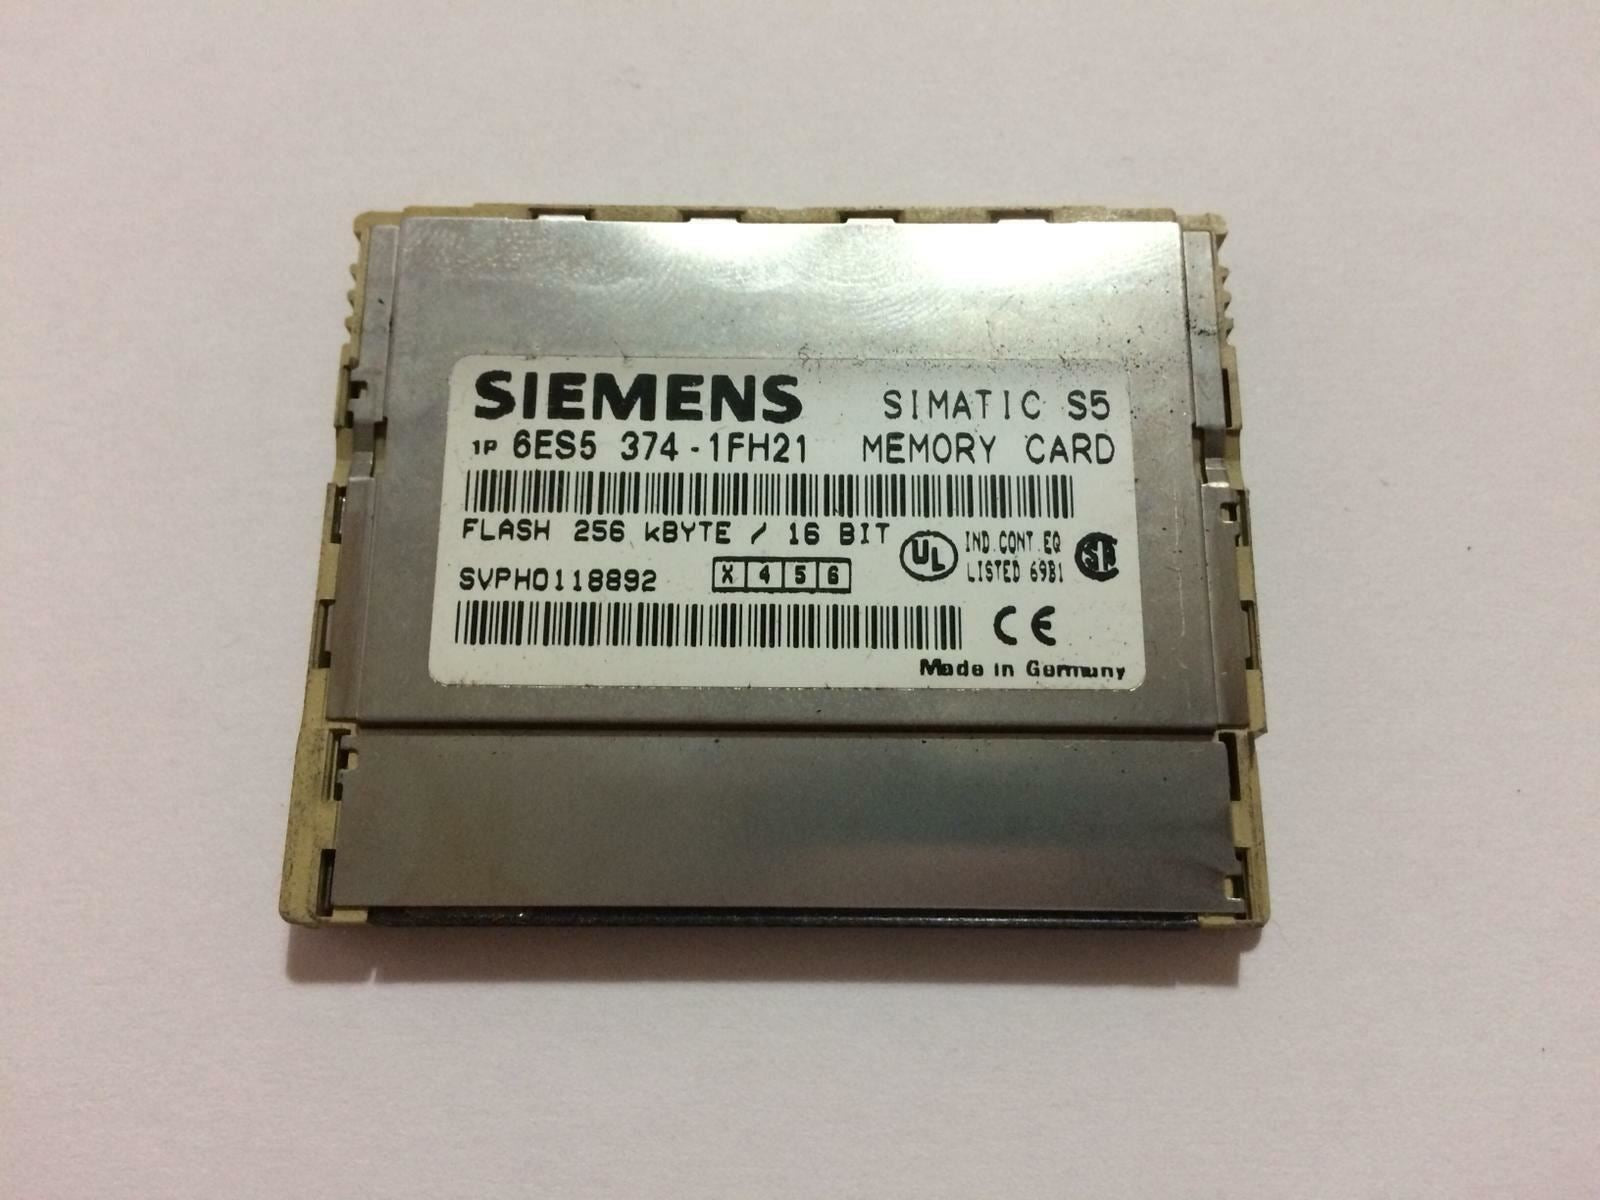 SIEMENS SIMATIC S5
1P 6ES5 374-1FH21 MEMORY CARD
FLASH 256 kBYTE / 16 BIT
UL IND.CONT.EQ
LISTED 69B1
SVPH0118892 X 4 5 6
CE
Made in Germany